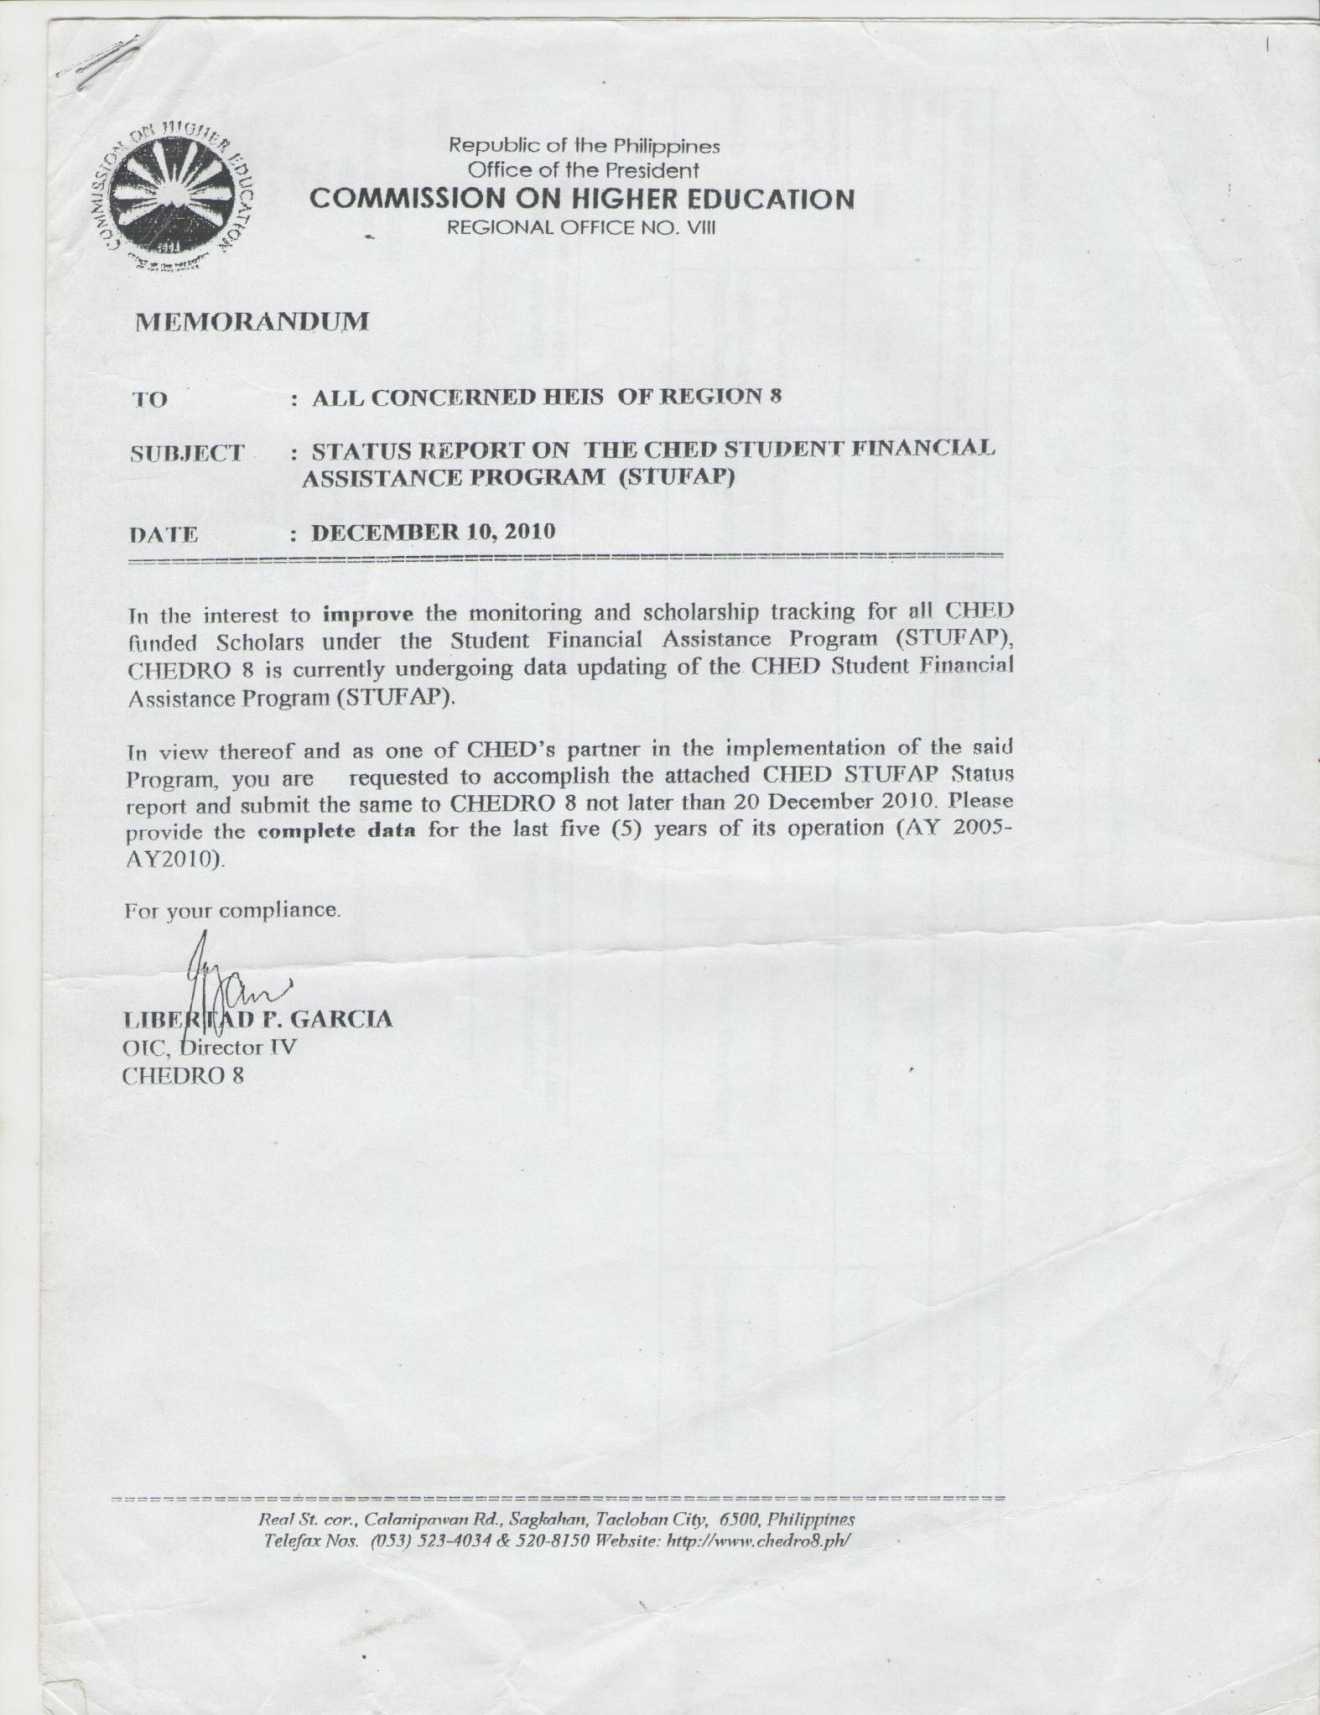 COMMISSION ON HIGHER EDUCATION
Republic of the Philippines
Office of the President
COMMISSION ON HIGHER EDUCATION
REGIONAL OFFICE NO. VIII
MEMORANDUM
TO : ALL CONCERNED HEIS OF REGION 8
SUBJECT : STATUS REPORT ON THE CHED STUDENT FINANCIAL
ASSISTANCE PROGRAM (STUFAP)
DATE : DECEMBER 10, 2010
In the interest to improve the monitoring and scholarship tracking for all CHED
funded Scholars under the Student Financial Assistance Program (STUFAP),
CHEDRO 8 is currently undergoing data updating of the CHED Student Financial
Assistance Program (STUFAP).
In view thereof and as one of CHED's partner in the implementation of the said
Program, you are requested to accomplish the attached CHED STUFAP Status
report and submit the same to CHEDRO 8 not later than 20 December 2010. Please
provide the complete data for the last five (5) years of its operation (AY 2005-
AY2010).
For your compliance.
LIBERTAD P. GARCIA
OIC, Director IV
CHEDRO 8
Real St. cor., Calanipawan Rd., Sagkahan, Tacloban City, 6500, Philippines
Telefax Nos. (053) 523-4034 & 520-8150 Website: http://www.chedro8.ph/